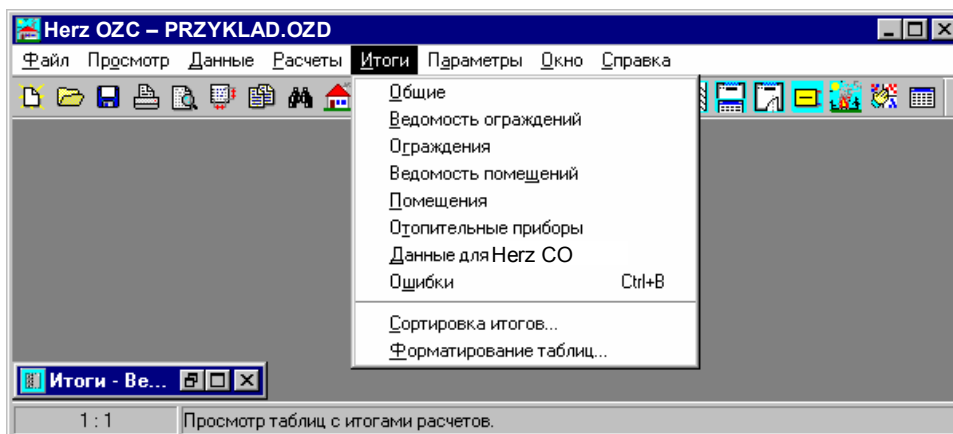 Herz OZC – PRZYKLAD.OZD
Файл Просмотр Данные Расчеты Итоги Параметры Окно Справка
Общие
Ведомость ограждений
Ограждения
Ведомость помещений
Помещения
Отопительные приборы
Данные для Herz CO
Ошибки Ctrl+B
Сортировка итогов...
Форматирование таблиц...
Итоги - Ве...
1 : 1 Просмотр таблиц с итогами расчетов.